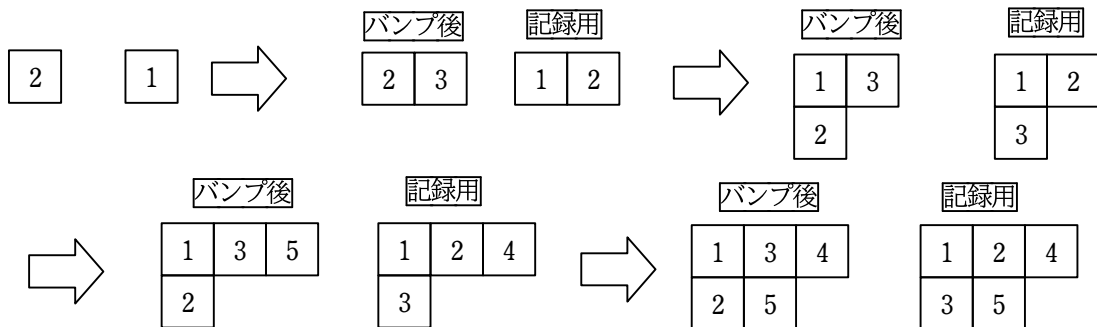 バンプ後 記録用 バンプ後 記録用
2 1 2 3 1 2 1 3 1 2
2 3
バンプ後 記録用 バンプ後 記録用
1 3 5 1 2 4 1 3 4 1 2 4
2 3 2 5 3 5